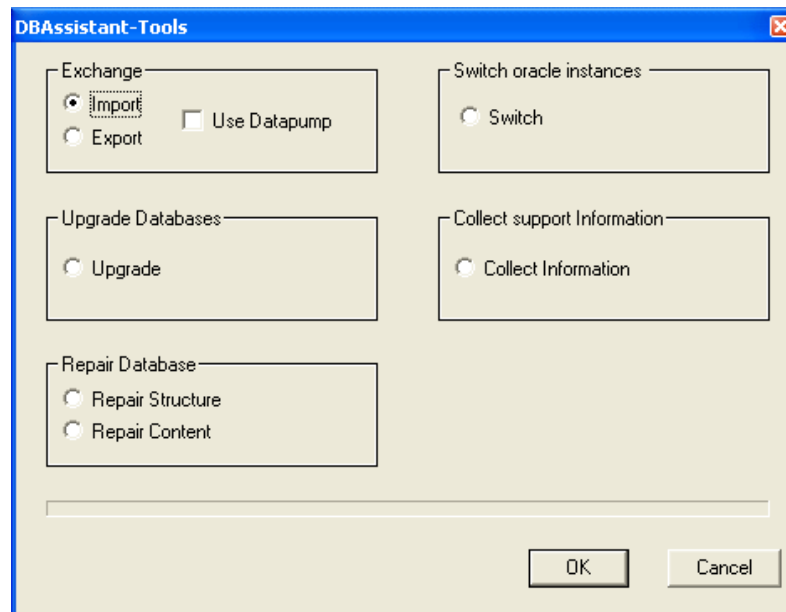 DBAssistant-Tools
Exchange
Import
Export
Use Datapump
Switch oracle instances
Switch
Upgrade Databases
Upgrade
Collect support Information
Collect Information
Repair Database
Repair Structure
Repair Content
OK
Cancel